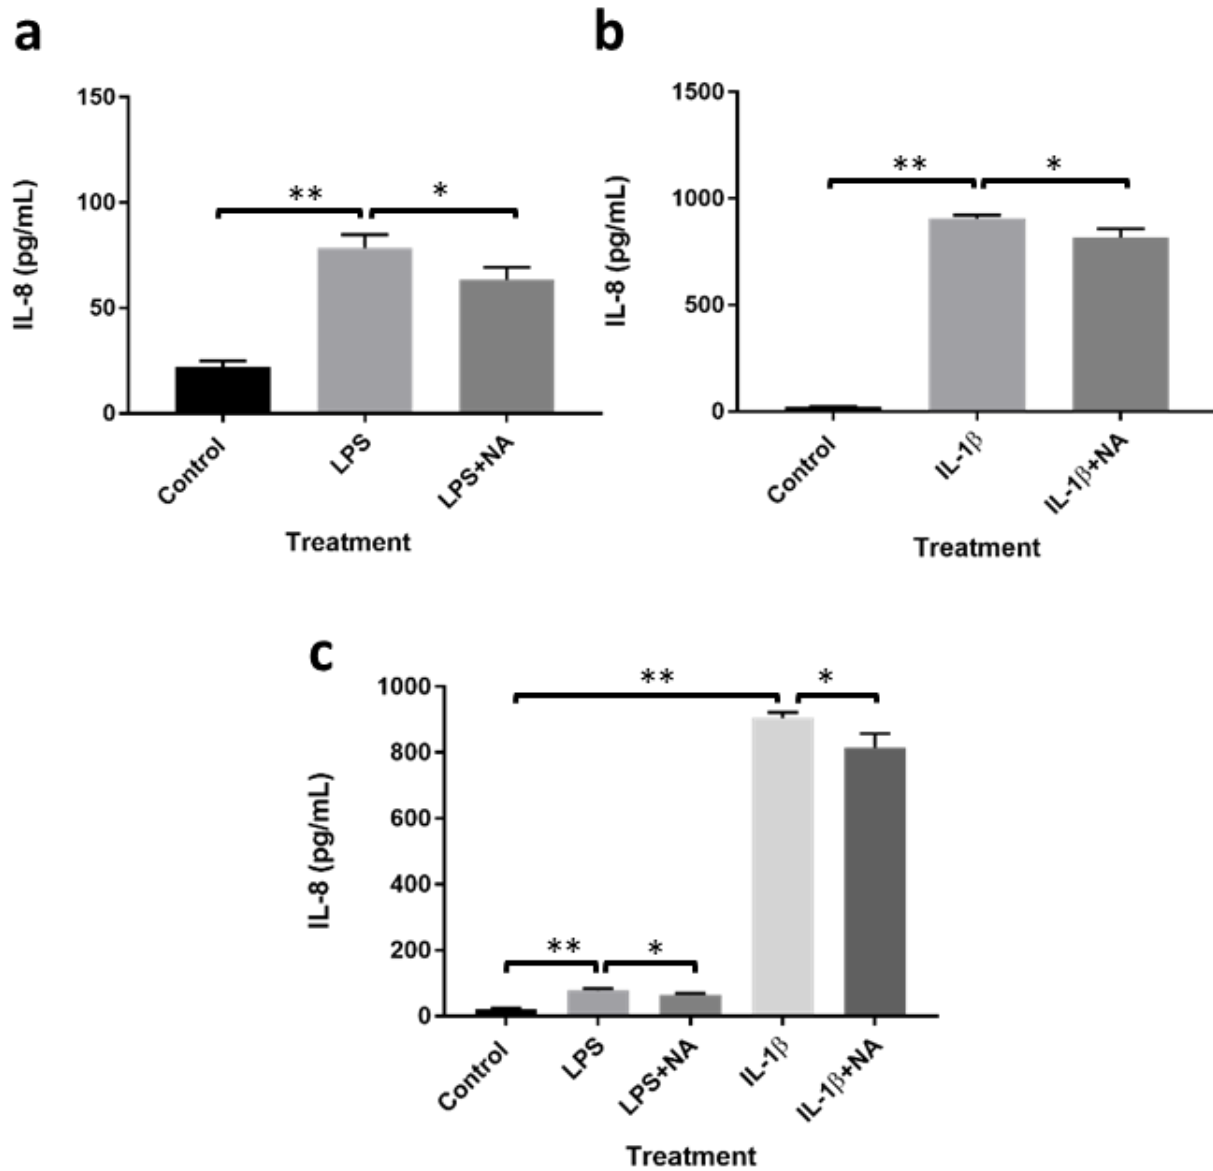 a
150
100
50
0
IL-8 (pg/mL)
**
*
Control
LPS
LPS+NA
Treatment
b
1500
1000
500
0
IL-8 (pg/mL)
**
*
Control
IL-1β
IL-1β+NA
Treatment
c
1000
800
600
400
200
0
IL-8 (pg/mL)
**
*
**
*
Control
LPS
LPS+NA
IL-1β
IL-1β+NA
Treatment